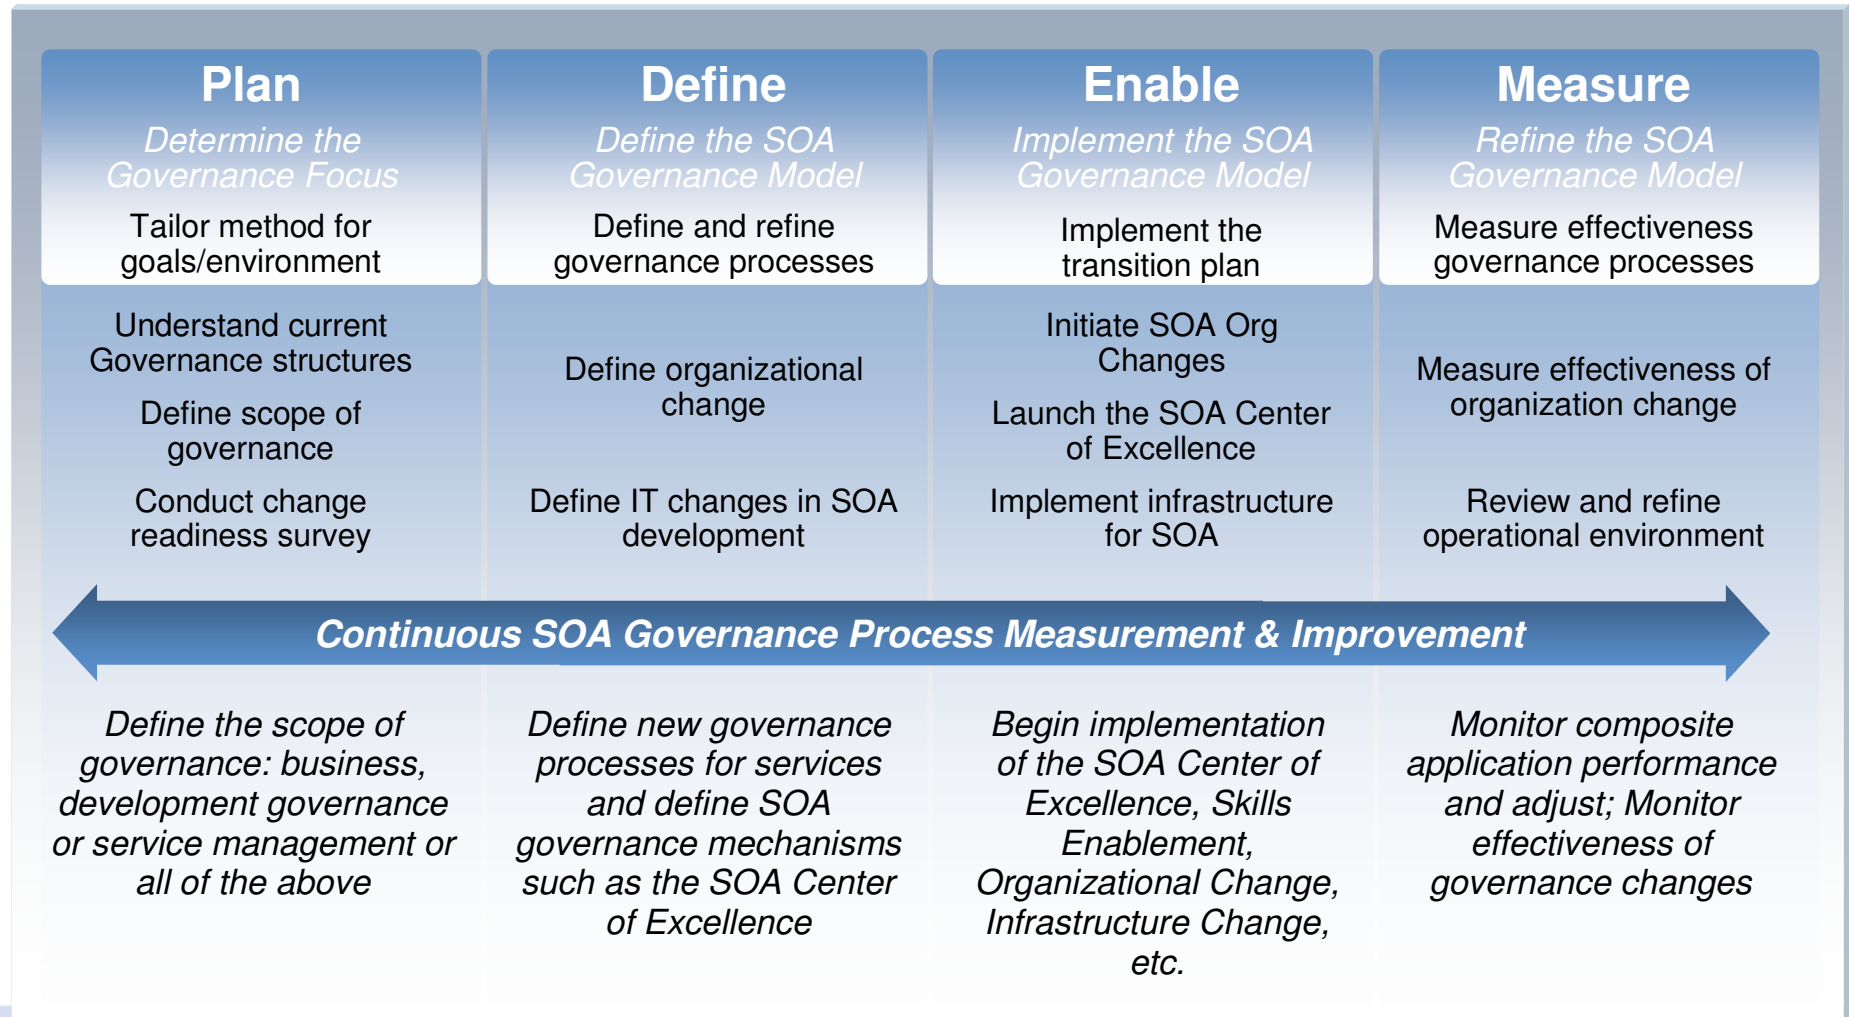 Plan
Determine the
Governance Focus
Tailor method for
goals/environment
Understand current
Governance structures
Define scope of
governance
Conduct change
readiness survey
Define
Define the SOA
Governance Model
Define and refine
governance processes
Define organizational
change
Define IT changes in SOA
development
Enable
Implement the SOA
Governance Model
Implement the
transition plan
Initiate SOA Org
Changes
Launch the SOA Center
of Excellence
Implement infrastructure
for SOA
Measure
Refine the SOA
Governance Model
Measure effectiveness
governance processes
Measure effectiveness of
organization change
Review and refine
operational environment
Continuous SOA Governance Process Measurement & Improvement
Define the scope of
governance: business,
development governance
or service management or
all of the above
Define new governance
processes for services
and define SOA
governance mechanisms
such as the SOA Center
of Excellence
Begin implementation
of the SOA Center of
Excellence, Skills
Enablement,
Organizational Change,
Infrastructure Change,
etc.
Monitor composite
application performance
and adjust; Monitor
effectiveness of
governance changes